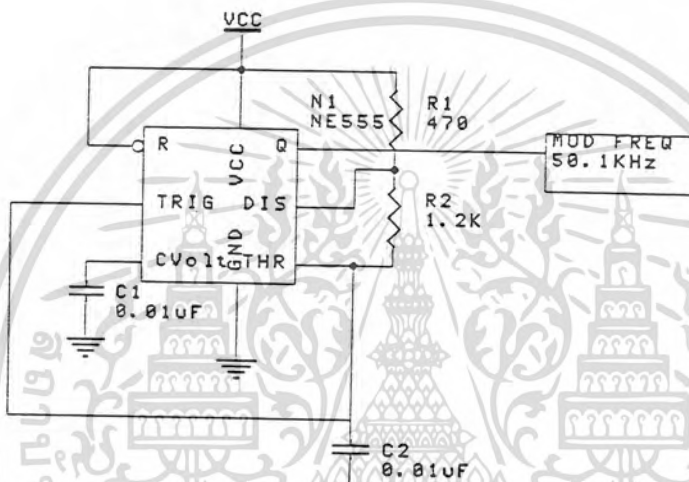 VCC
N1
NE555
R1
470
R
VCC
Q
MOD FREQ
50.1KHz
TRIG
DIS
R2
1.2K
CVolt
GND
THR
C1
0.01uF
C2
0.01uF